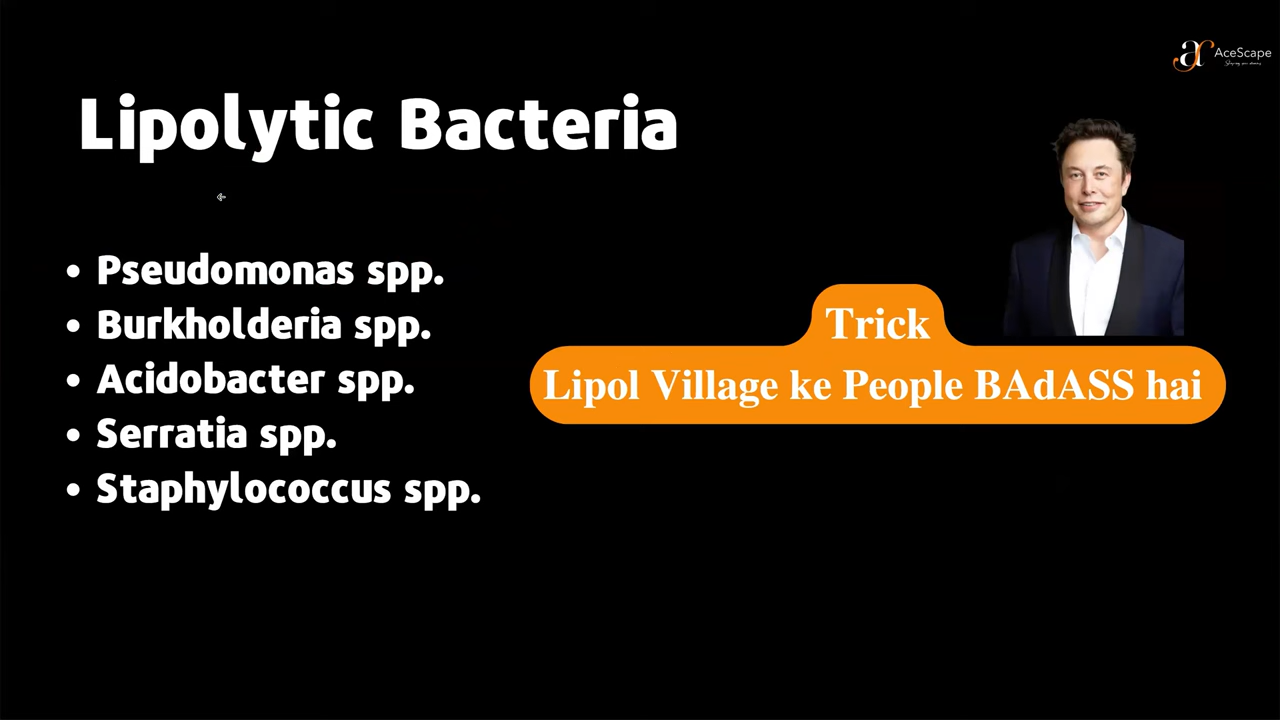 AceScape
Lipolytic Bacteria
• Pseudomonas spp.
• Burkholderia spp.
• Acidobacter spp.
• Serratia spp.
• Staphylococcus spp.
Trick
Lipol Village ke People BAdASS hai